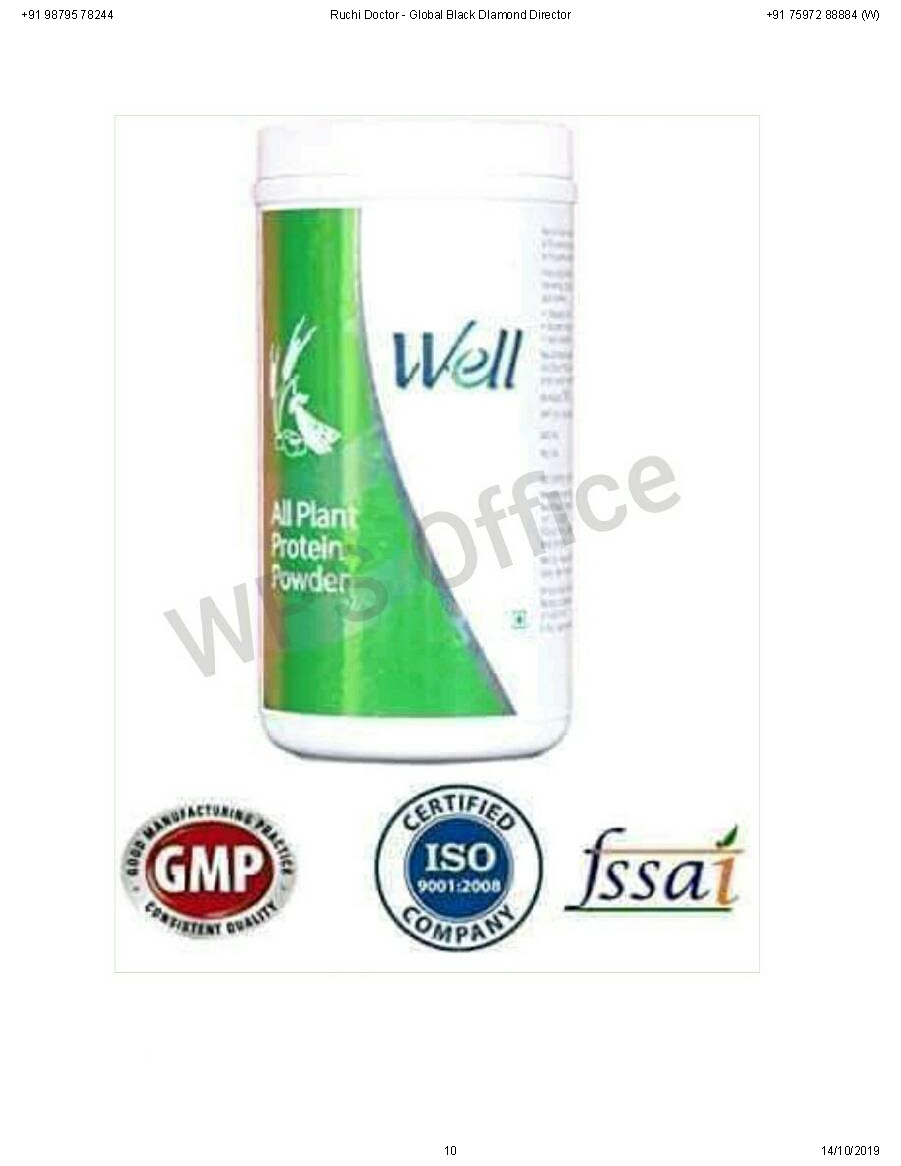 +91 98795 78244
Ruchi Doctor - Global Black DIamond Director
+91 75972 88884 (W)
Well
All Plant
Protein
Powder
WPS Office
GOOD MANUFACTURING PRACTICE
GMP
CONSISTENT QUALITY
CERTIFIED
ISO
9001:2008
COMPANY
fssai
10
14/10/2019